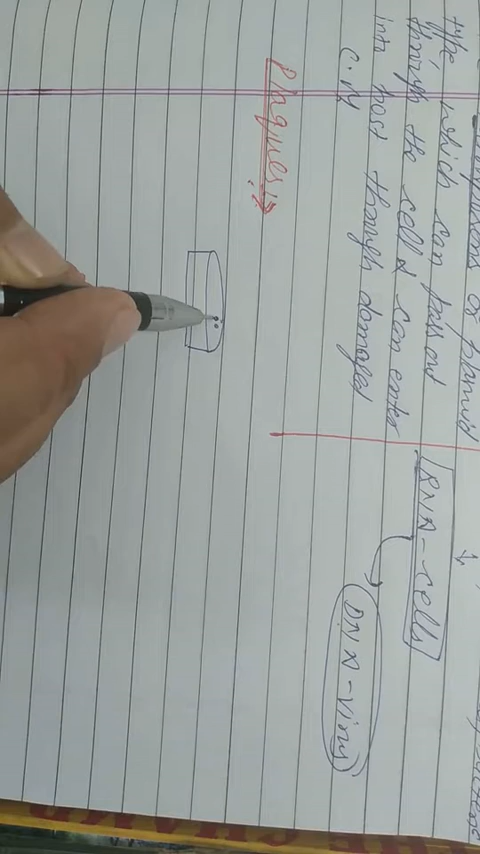 of plasmid
type, which can pass out
through the cell & can enter
into host through damaged
C.M
Plaques:→
RNA-Cells
DNA-Virus